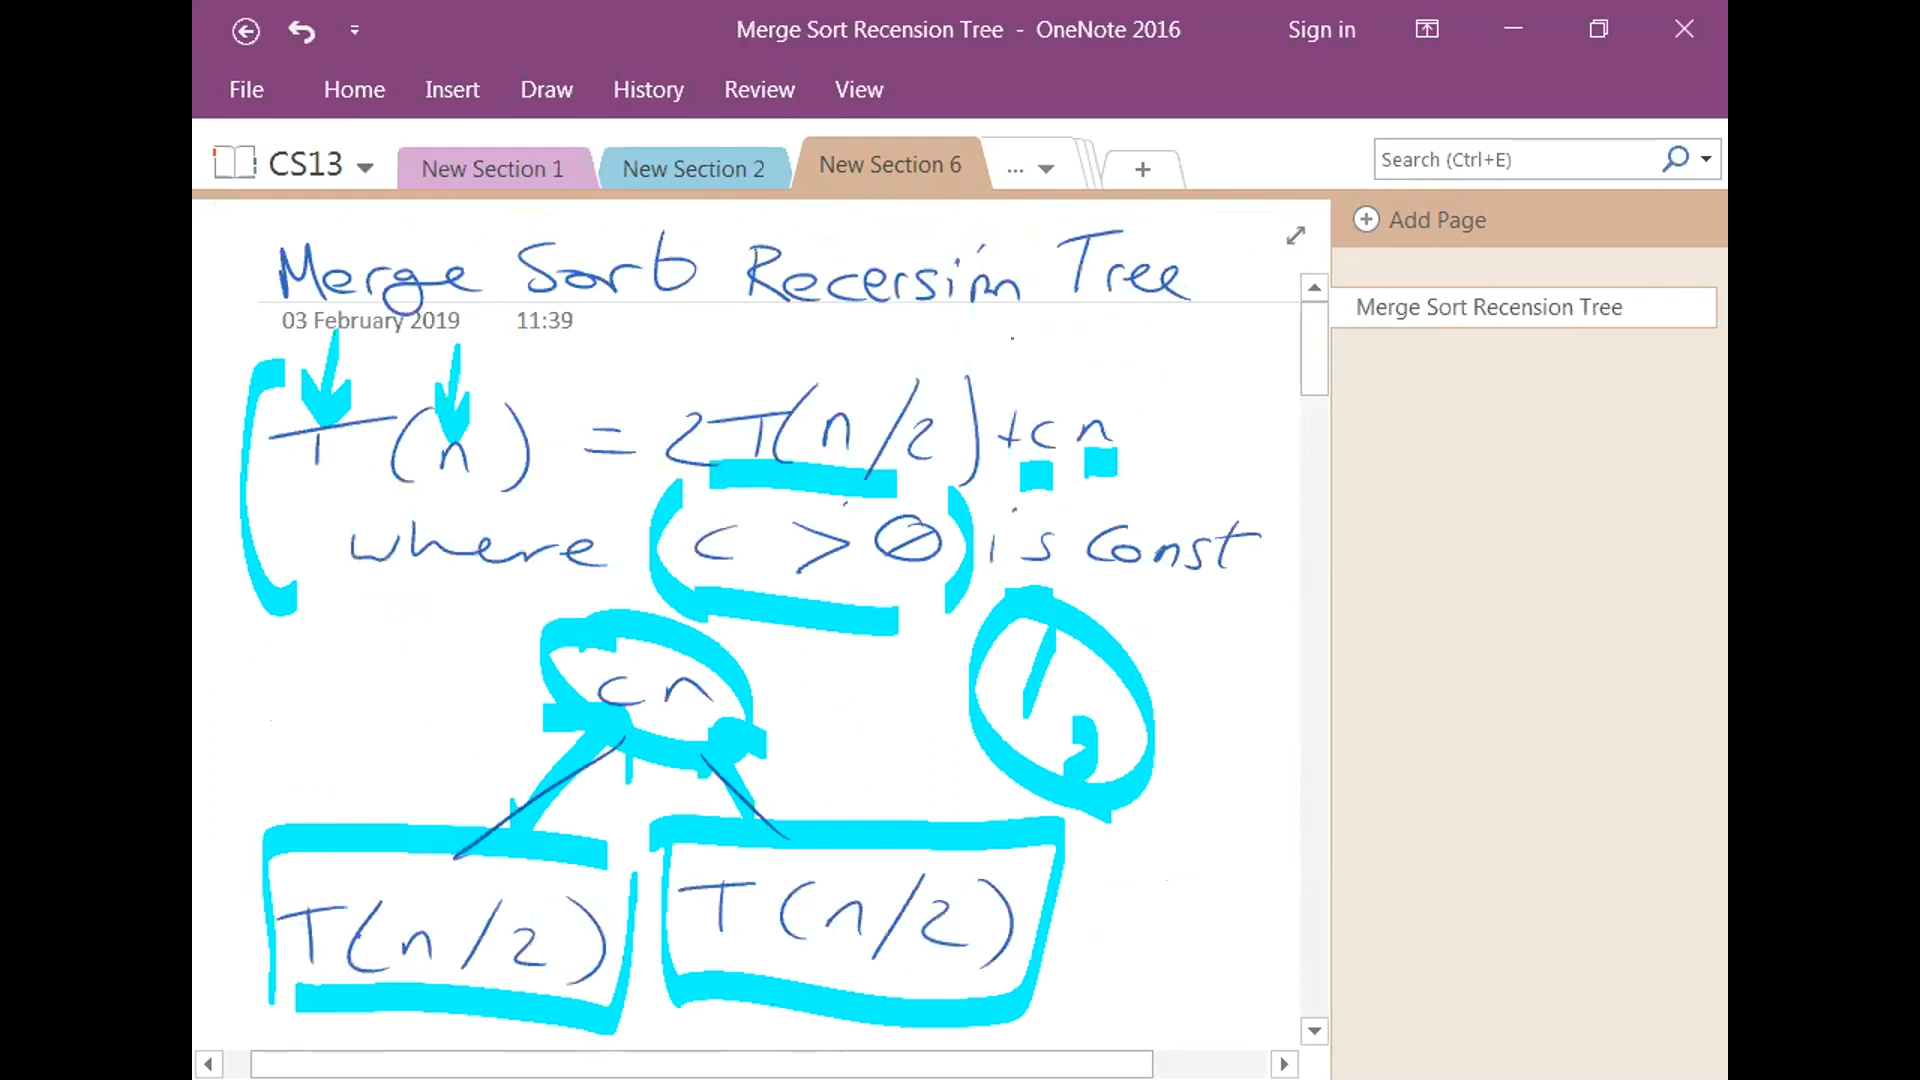 Merge Sort Recension Tree - OneNote 2016 Sign in
File Home Insert Draw History Review View
CS13 New Section 1 New Section 2 New Section 6 ... + Search (Ctrl+E)
Add Page
Merge Sort Recension Tree
Merge Sort Recersion Tree
03 February 2019 11:39
T(n) = 2T(n/2) + c n
where (c > 0) is const
cn
1/2
T(n/2) T(n/2)